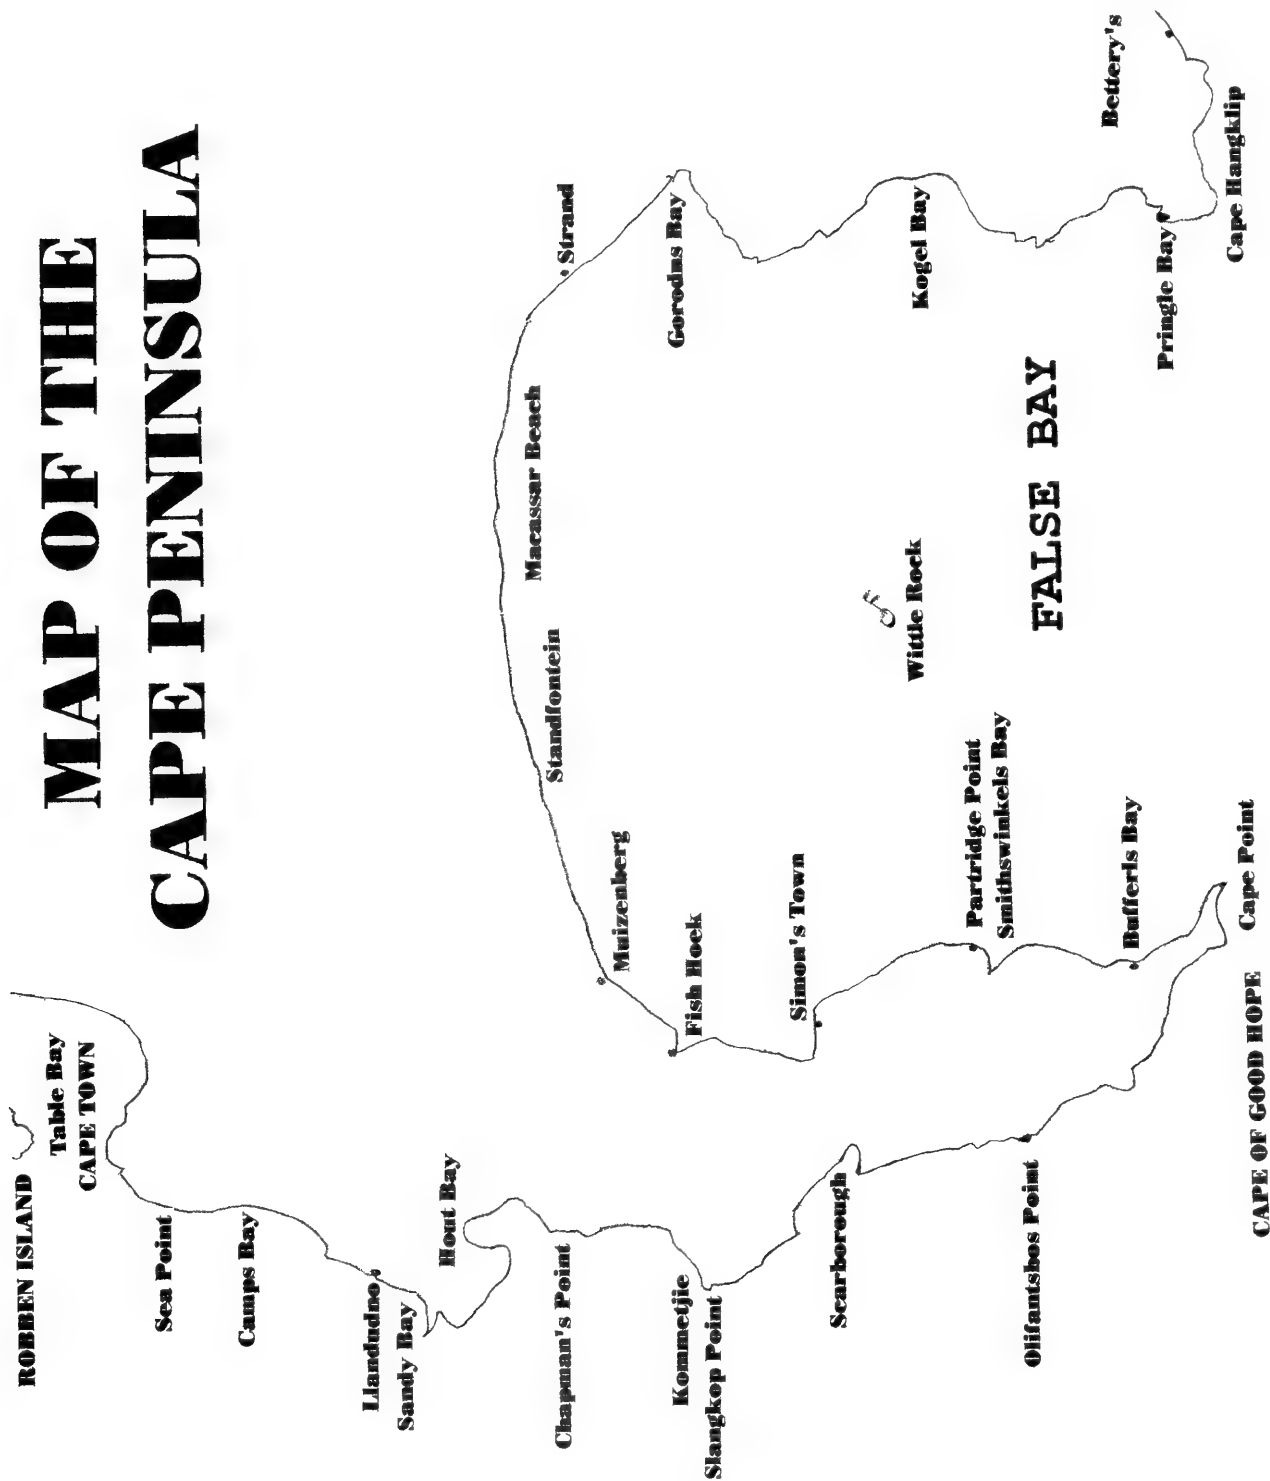 MAP OF THE
CAPE PENINSULA
ROBBEN ISLAND
Table Bay
CAPE TOWN
Sea Point
Camps Bay
Llandudno
Sandy Bay
Hout Bay
Chapman's Point
Kommetjie
Slangkop Point
Scarborough
Olifantsbos Point
CAPE OF GOOD HOPE
Cape Point
Bufferls Bay
Smithswinkels Bay
Partridge Point
Simon's Town
Fish Hoek
Muizenberg
Standfontein
Macassar Beach
Strand
Gorodns Bay
Kogel Bay
Wittle Rock
FALSE BAY
Pringle Bay
Cape Hangklip
Bettery's